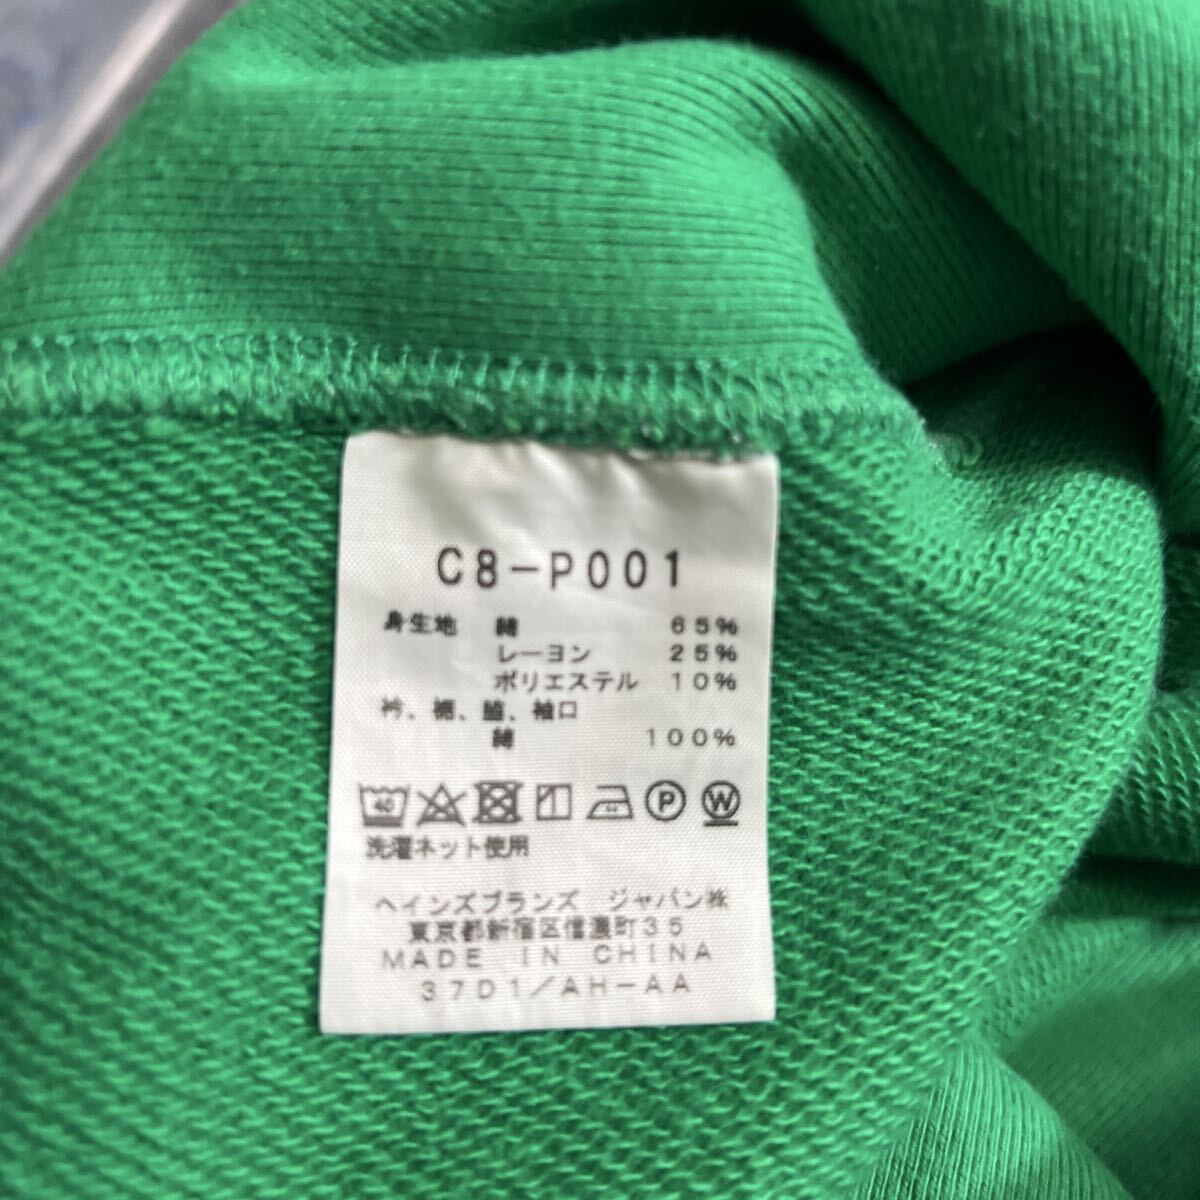 C8-P001
身生地 綿 65%
レーヨン 25%
ポリエステル 10%
衿、裾、脇、袖口
綿 100%
40 P W
洗濯ネット使用
ヘインズブランズ ジャパン㈱
東京都新宿区信濃町35
MADE IN CHINA
37D1/AH-AA